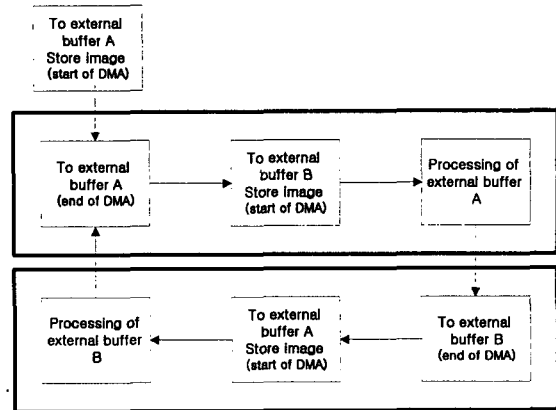 To external
buffer A
Store image
(start of DMA)
To external
buffer A
(end of DMA)
To external
buffer B
Store image
(start of DMA)
Processing of
external buffer
A
Processing of
external buffer
B
To external
buffer A
Store image
(start of DMA)
To external
buffer B
(end of DMA)